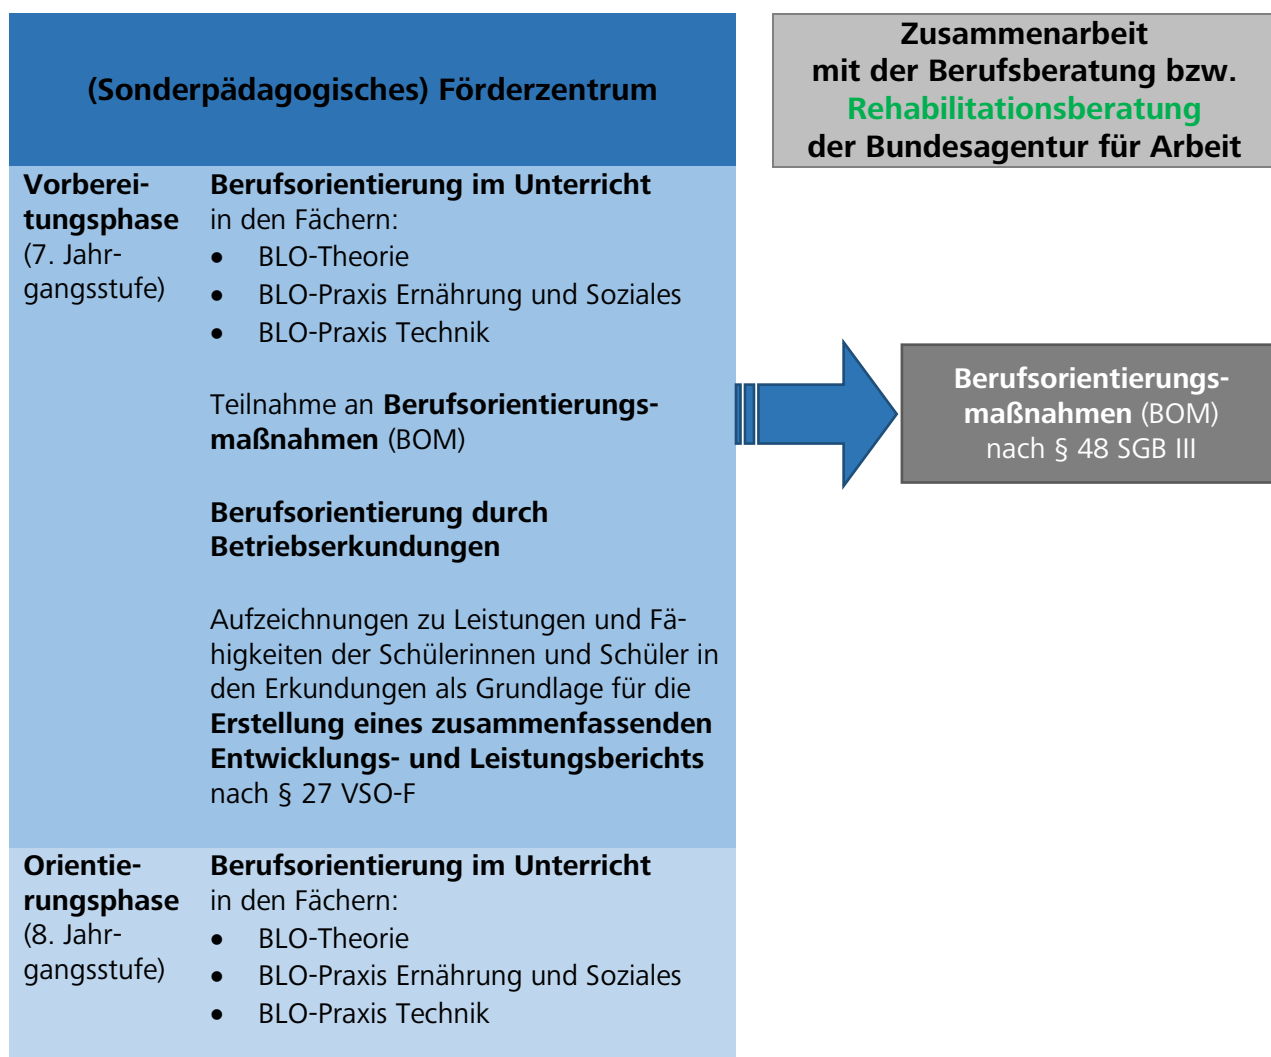 (Sonderpädagogisches) Förderzentrum
Zusammenarbeit
mit der Berufsberatung bzw.
Rehabilitationsberatung
der Bundesagentur für Arbeit
Vorberei-
tungsphase
(7. Jahr-
gangsstufe)
Berufsorientierung im Unterricht
in den Fächern:
• BLO-Theorie
• BLO-Praxis Ernährung und Soziales
• BLO-Praxis Technik
Teilnahme an Berufsorientierungs-
maßnahmen (BOM)
Berufsorientierung durch
Betriebserkundungen
Aufzeichnungen zu Leistungen und Fä-
higkeiten der Schülerinnen und Schüler in
den Erkundungen als Grundlage für die
Erstellung eines zusammenfassenden
Entwicklungs- und Leistungsberichts
nach § 27 VSO-F
Berufsorientierungs-
maßnahmen (BOM)
nach § 48 SGB III
Orientie-
rungsphase
(8. Jahr-
gangsstufe)
Berufsorientierung im Unterricht
in den Fächern:
• BLO-Theorie
• BLO-Praxis Ernährung und Soziales
• BLO-Praxis Technik